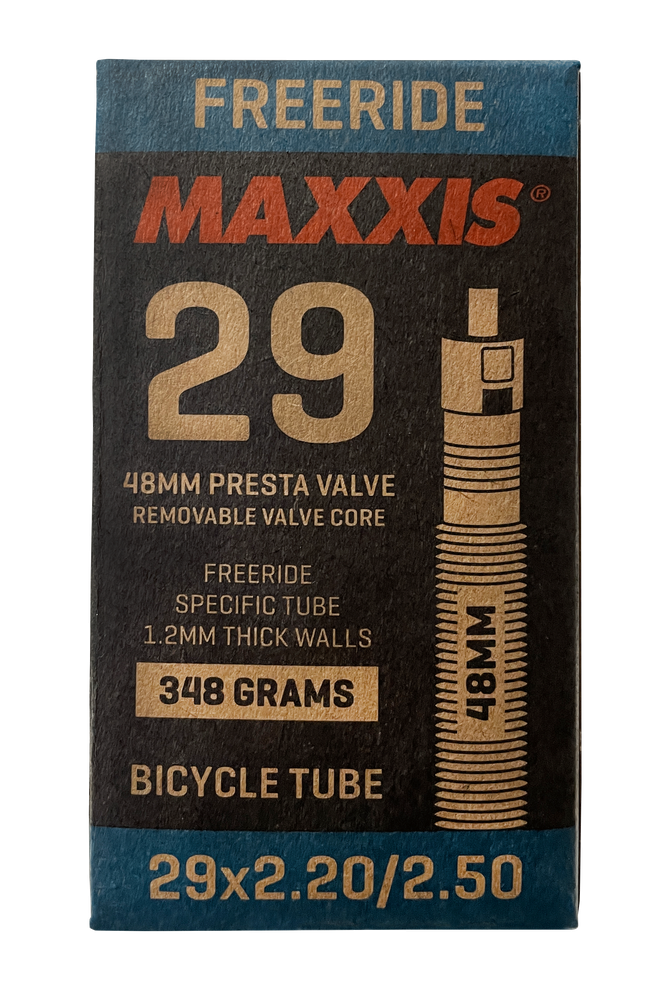 FREERIDE
MAXXIS®
29
48MM PRESTA VALVE
REMOVABLE VALVE CORE
FREERIDE
SPECIFIC TUBE
1.2MM THICK WALLS
348 GRAMS
48MM
BICYCLE TUBE
29x2.20/2.50